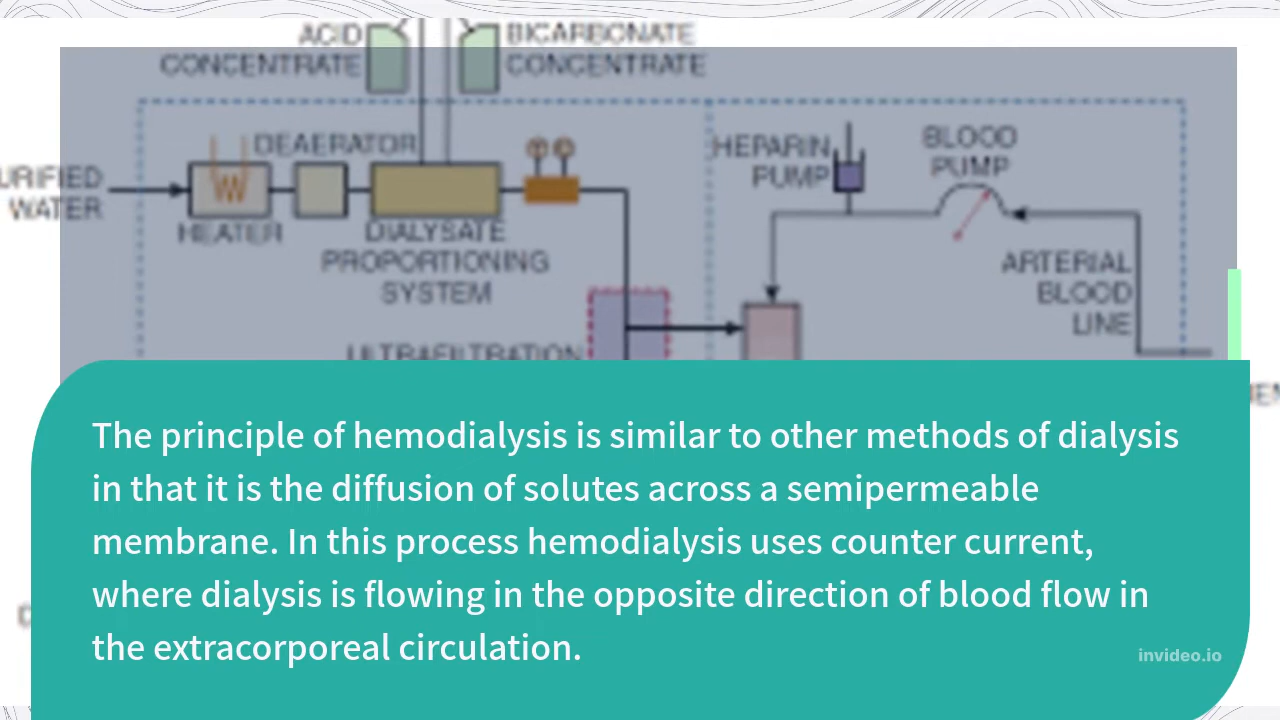 ACID
CONCENTRATE
BICARBONATE
CONCENTRATE
DEAERATOR
HEPARIN
PUMP
BLOOD
PUMP
WATER
HEATER
DIALYSATE
PROPORTIONING
SYSTEM
ARTERIAL
BLOOD
LINE
ULTRAFILTRATION
The principle of hemodialysis is similar to other methods of dialysis
in that it is the diffusion of solutes across a semipermeable
membrane. In this process hemodialysis uses counter current,
where dialysis is flowing in the opposite direction of blood flow in
the extracorporeal circulation.
invideo.io